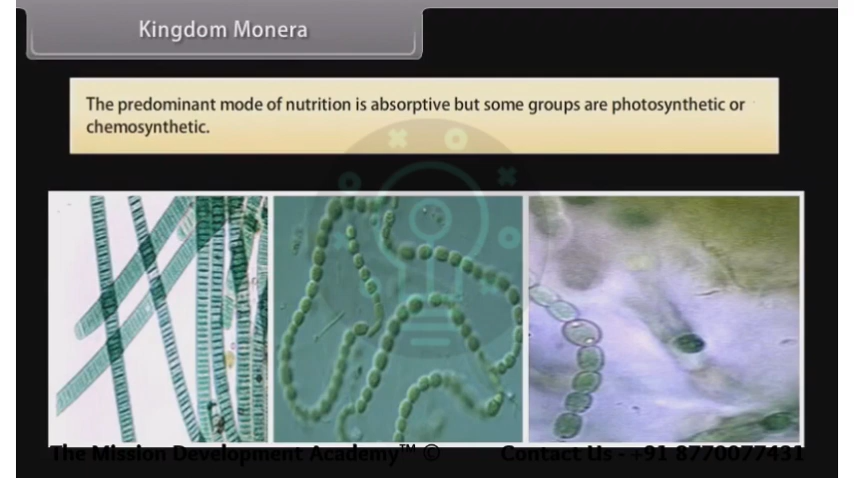 Kingdom Monera
The predominant mode of nutrition is absorptive but some groups are photosynthetic or
chemosynthetic.
The Mission Development Academy™ © Contact Us - +91 8770077431